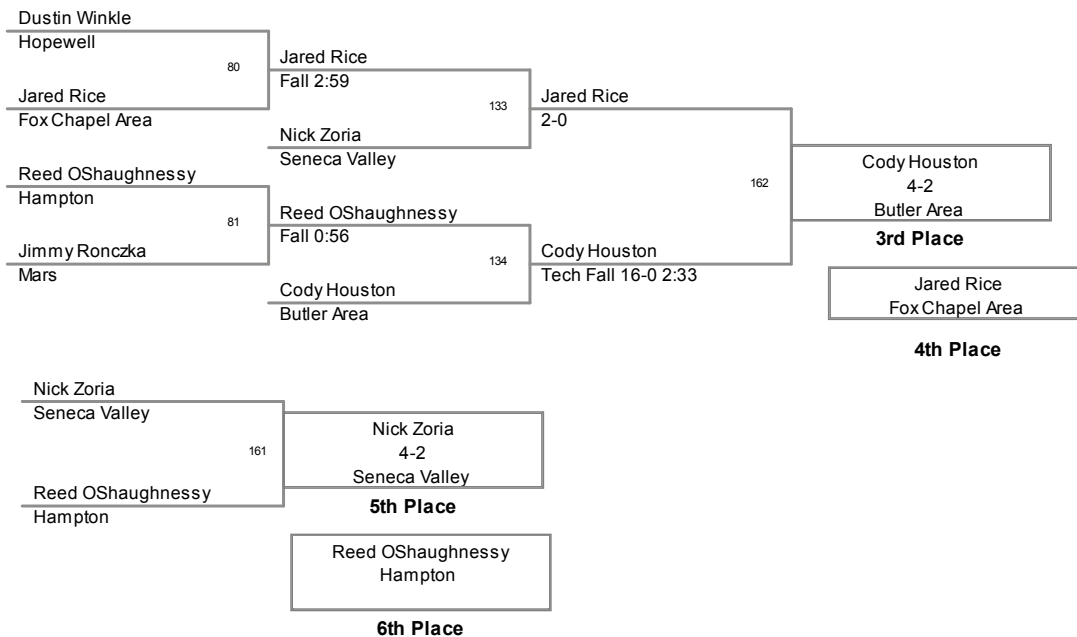 Dustin Winkle
Hopewell
80
Jared Rice
Fall 2:59
Jared Rice
Fox Chapel Area
133
Jared Rice
2-0
Nick Zoria
Seneca Valley
Reed OShaughnessy
Hampton
162
Cody Houston
4-2
Butler Area
3rd Place
81
Reed OShaughnessy
Fall 0:56
Jimmy Ronczka
Mars
134
Cody Houston
Tech Fall 16-0 2:33
Cody Houston
Butler Area
Jared Rice
Fox Chapel Area
4th Place
Nick Zoria
Seneca Valley
161
Nick Zoria
4-2
Seneca Valley
5th Place
Reed OShaughnessy
Hampton
Reed OShaughnessy
Hampton
6th Place